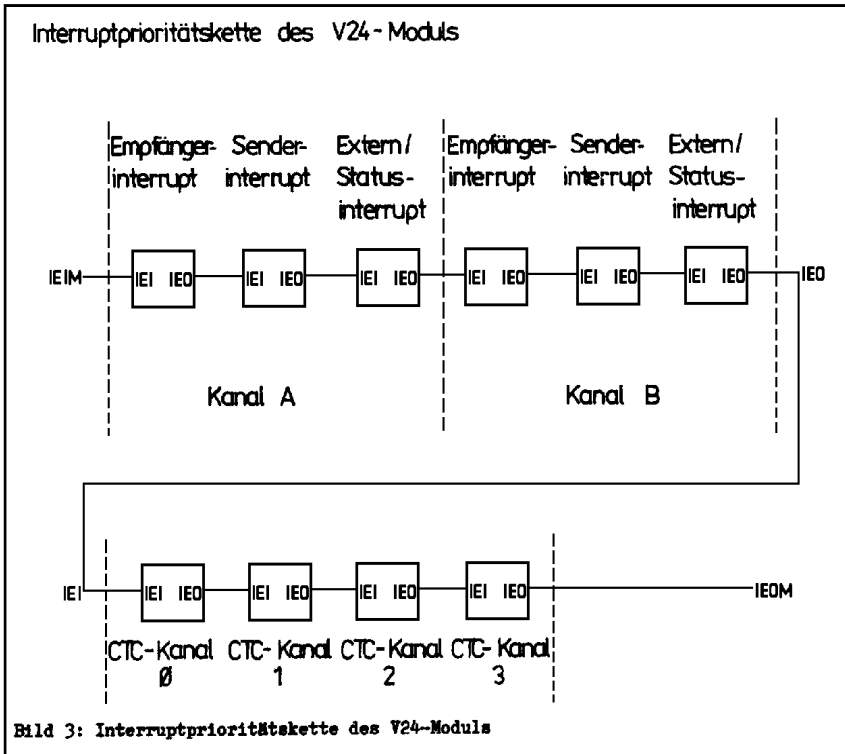 Interruptprioritätskette des V24-Moduls
Empfänger-
interrupt
Sender-
interrupt
Extern/
Status-
interrupt
Empfänger-
interrupt
Sender-
interrupt
Extern/
Status-
interrupt
IEIM
IEI IEO
IEI IEO
IEI IEO
IEI IEO
IEI IEO
IEI IEO
IEO
Kanal A
Kanal B
IEI
IEI IEO
IEI IEO
IEI IEO
IEI IEO
IEOM
CTC-Kanal
Ø
CTC-Kanal
1
CTC-Kanal
2
CTC-Kanal
3
Bild 3: Interruptprioritätskette des V24-Moduls